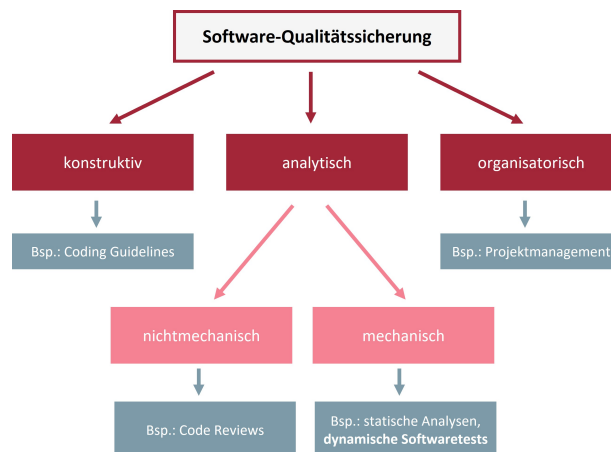 Software-Qualitätssicherung
konstruktiv
analytisch
organisatorisch
Bsp.: Coding Guidelines
Bsp.: Projektmanagement
nichtmechanisch
mechanisch
Bsp.: Code Reviews
Bsp.: statische Analysen,
dynamische Softwaretests